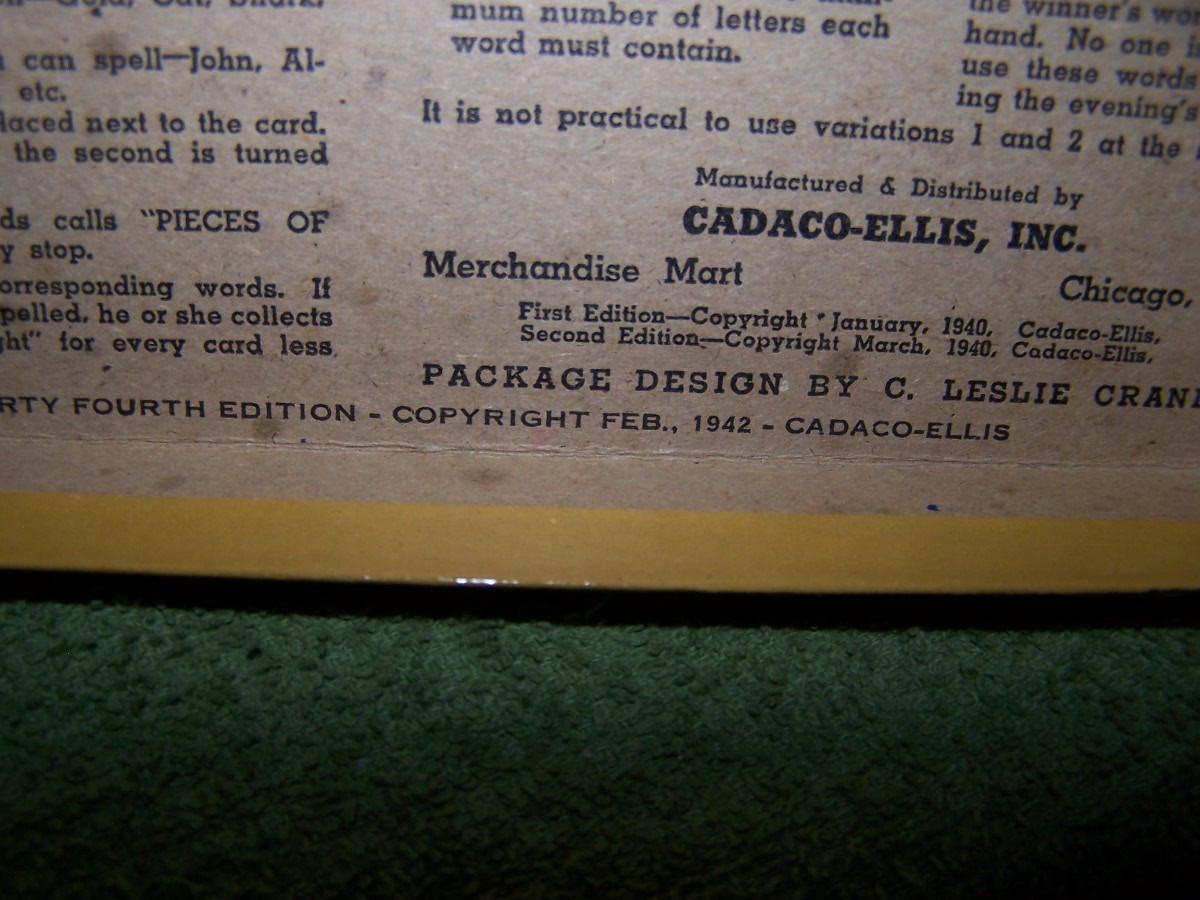 can spell—John, Al-
etc.
laced next to the card.
the second is turned
ds calls "PIECES OF
y stop.
orresponding words. If
pelled, he or she collects
ght" for every card less
mum number of letters each
word must contain.
the winner's wo
hand. No one i
use these words
ing the evening's
It is not practical to use variations 1 and 2 at the
Manufactured & Distributed by
CADACO-ELLIS, INC.
Merchandise Mart Chicago,
First Edition—Copyright January, 1940, Cadaco-Ellis,
Second Edition—Copyright March, 1940, Cadaco-Ellis,
PACKAGE DESIGN BY C. LESLIE CRAN
RTY FOURTH EDITION - COPYRIGHT FEB., 1942 - CADACO-ELLIS